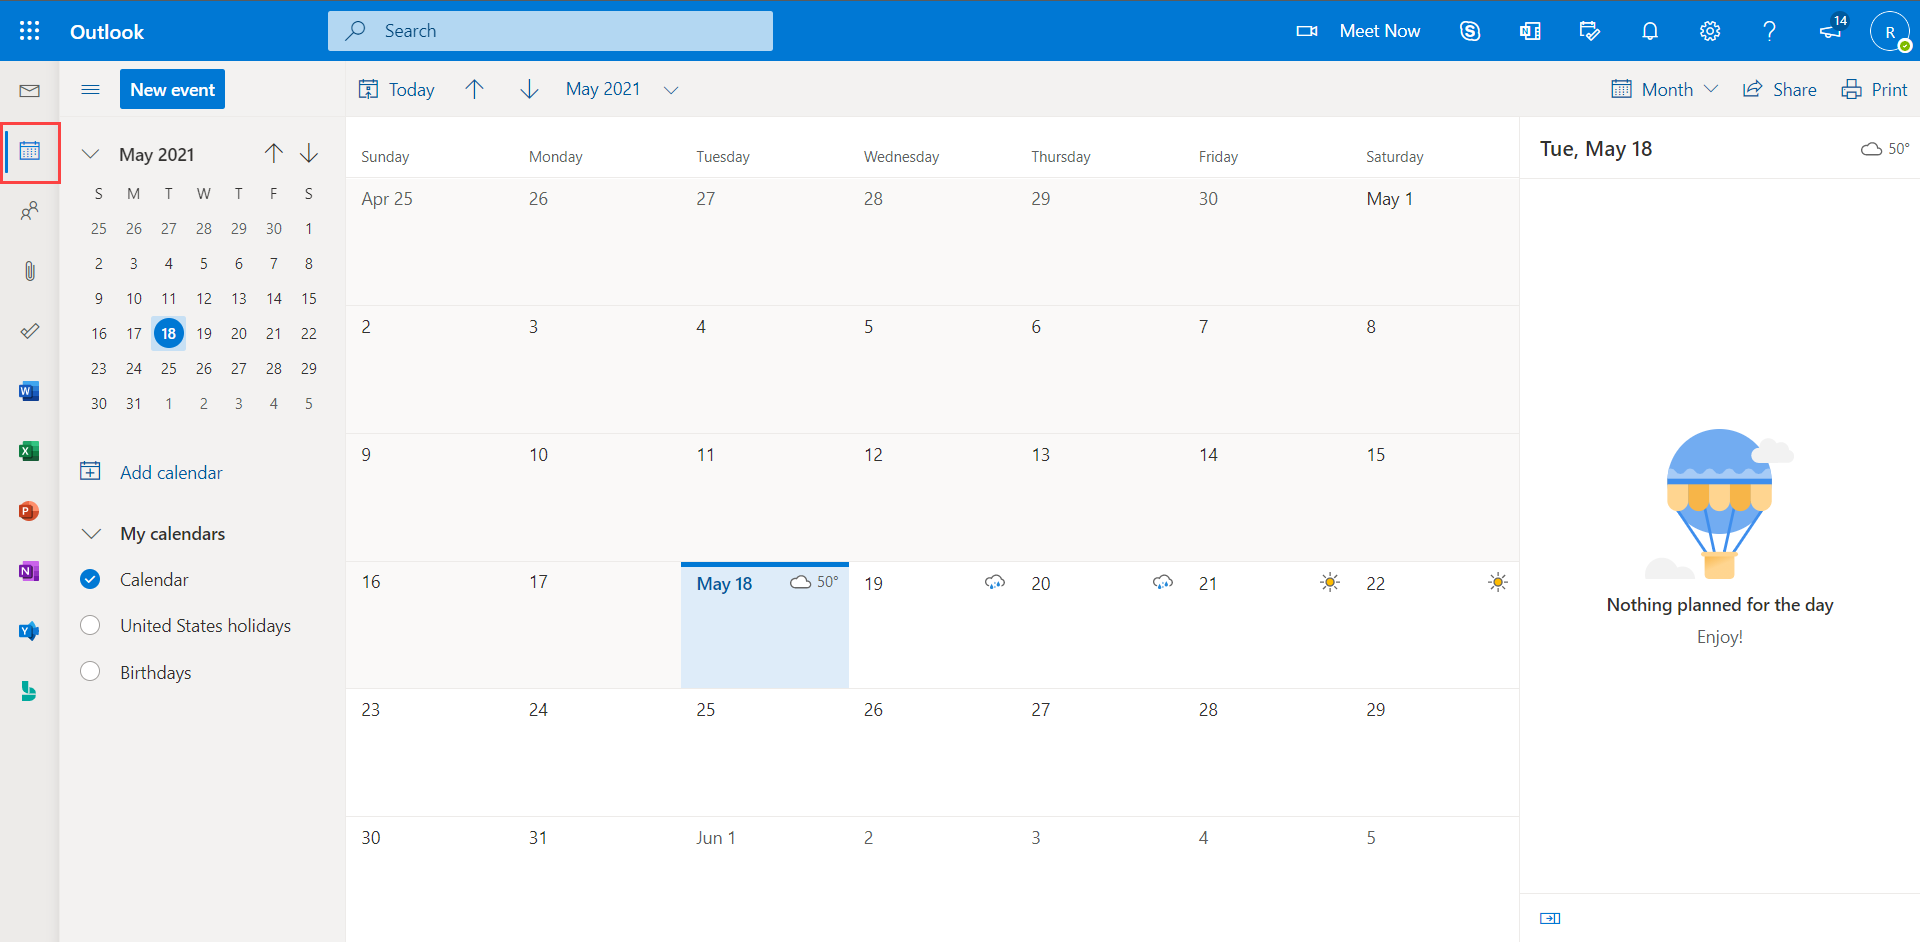 Outlook
Search
Meet Now
14
R
New event
Today
May 2021
Month
Share
Print
May 2021
S M T W T F S
25 26 27 28 29 30 1
2 3 4 5 6 7 8
9 10 11 12 13 14 15
16 17 18 19 20 21 22
23 24 25 26 27 28 29
30 31 1 2 3 4 5
Add calendar
My calendars
Calendar
United States holidays
Birthdays
W
X
P
N
Y
b
Sunday Monday Tuesday Wednesday Thursday Friday Saturday
Apr 25 26 27 28 29 30 May 1
2 3 4 5 6 7 8
9 10 11 12 13 14 15
16 17 May 18 50° 19 20 21 22
23 24 25 26 27 28 29
30 31 Jun 1 2 3 4 5
Tue, May 18
50°
Nothing planned for the day
Enjoy!